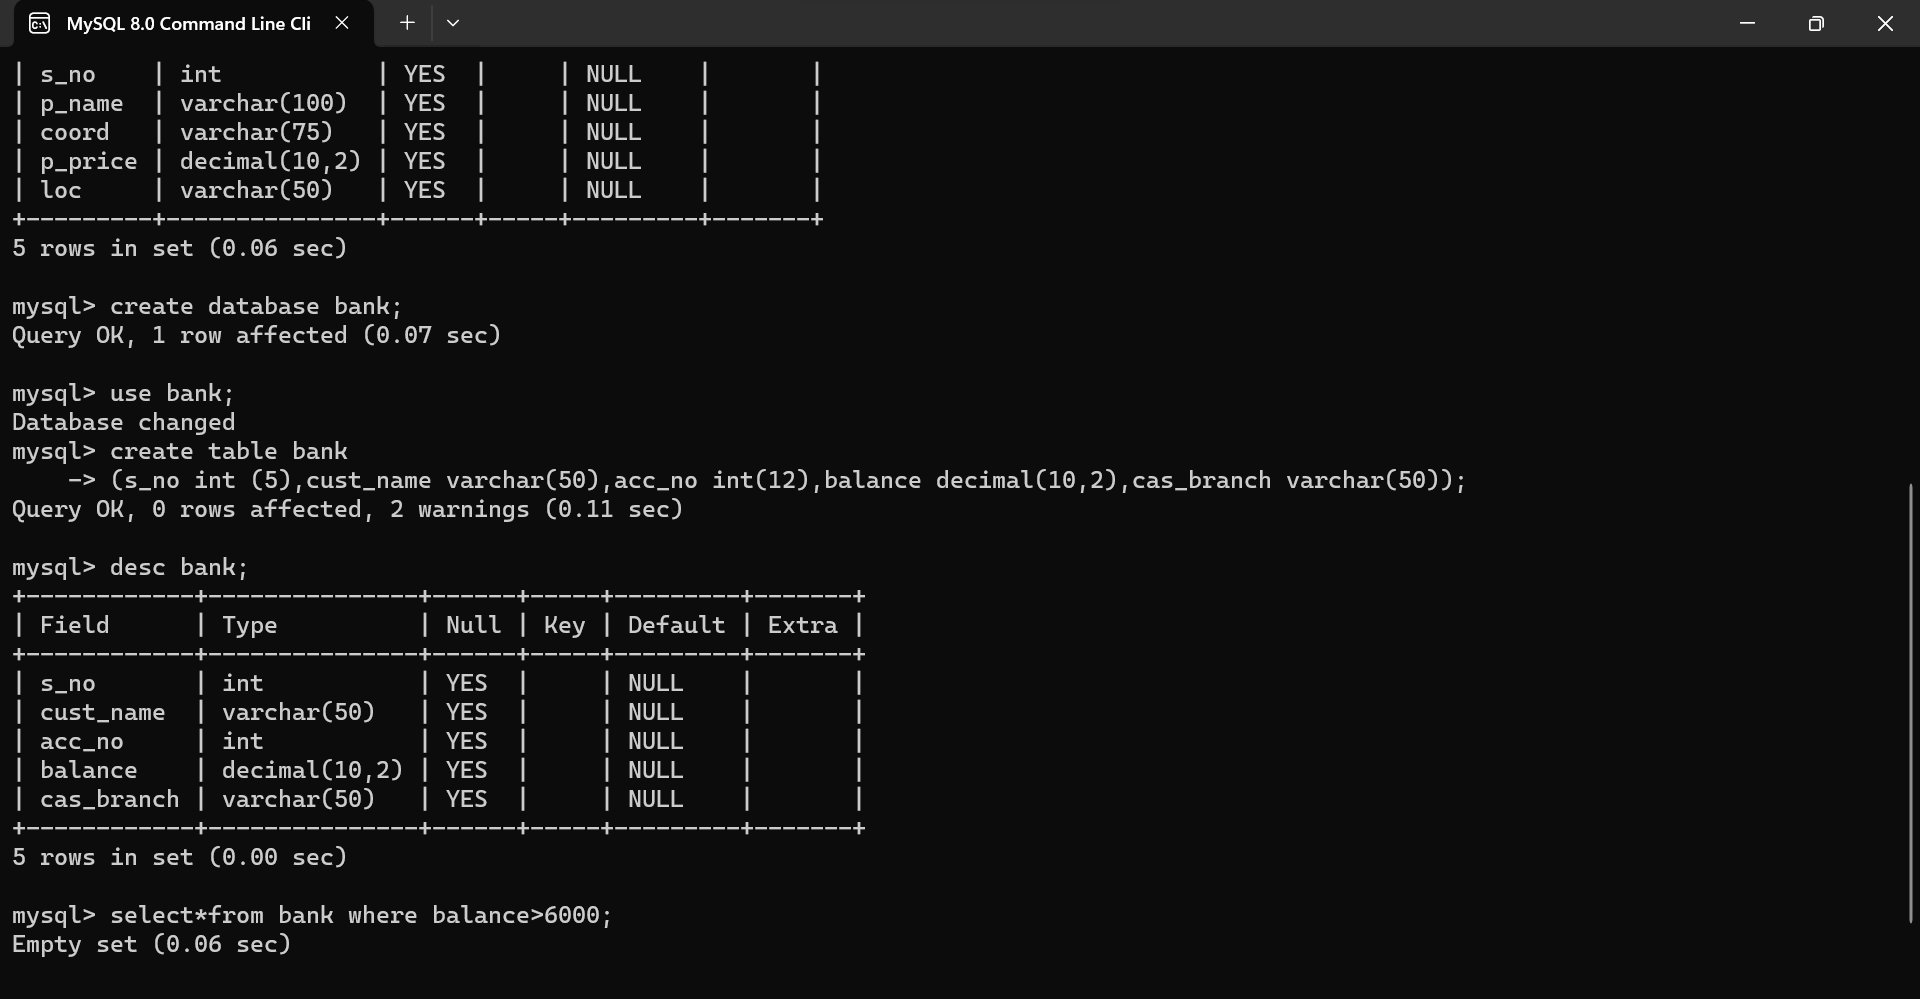 MySQL 8.0 Command Line Cli
| s_no    | int           | YES  |     | NULL    |       |
| p_name  | varchar(100)  | YES  |     | NULL    |       |
| coord   | varchar(75)   | YES  |     | NULL    |       |
| p_price | decimal(10,2) | YES  |     | NULL    |       |
| loc     | varchar(50)   | YES  |     | NULL    |       |
+---------+---------------+------+-----+---------+-------+
5 rows in set (0.06 sec)
mysql> create database bank;
Query OK, 1 row affected (0.07 sec)
mysql> use bank;
Database changed
mysql> create table bank
    -> (s_no int (5),cust_name varchar(50),acc_no int(12),balance decimal(10,2),cas_branch varchar(50));
Query OK, 0 rows affected, 2 warnings (0.11 sec)
mysql> desc bank;
+------------+---------------+------+-----+---------+-------+
| Field      | Type          | Null | Key | Default | Extra |
+------------+---------------+------+-----+---------+-------+
| s_no       | int           | YES  |     | NULL    |       |
| cust_name  | varchar(50)   | YES  |     | NULL    |       |
| acc_no     | int           | YES  |     | NULL    |       |
| balance    | decimal(10,2) | YES  |     | NULL    |       |
| cas_branch | varchar(50)   | YES  |     | NULL    |       |
+------------+---------------+------+-----+---------+-------+
5 rows in set (0.00 sec)
mysql> select*from bank where balance>6000;
Empty set (0.06 sec)